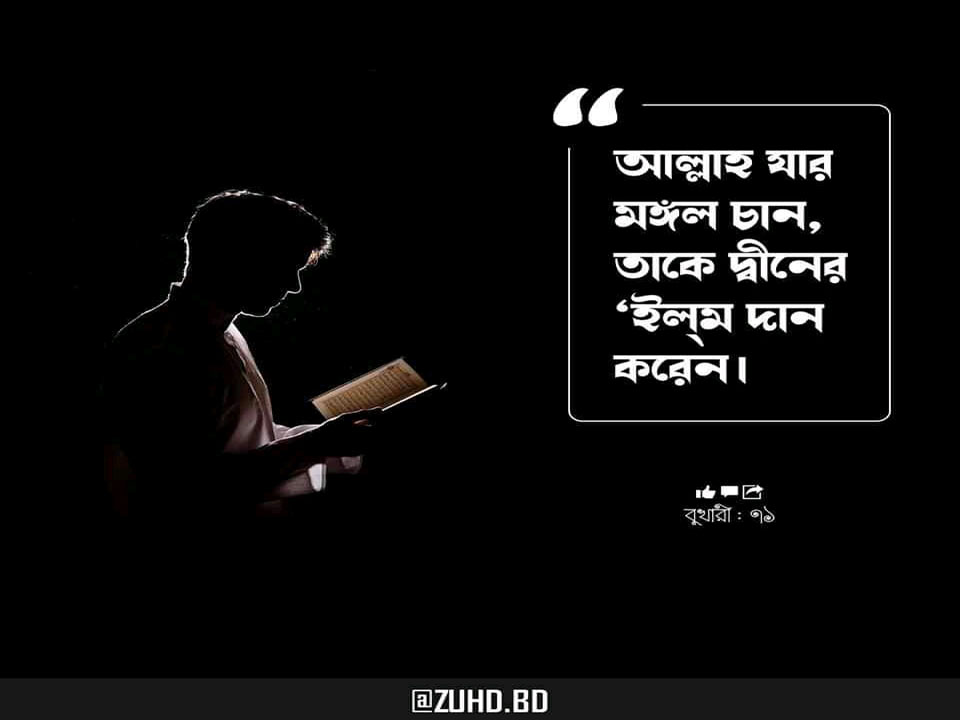 আল্লাহ যার
মঙ্গল চান,
তাকে দ্বীনের
‘ইল্‌ম দান
করেন।
বুখারী : ৭১
@ZUHD.BD